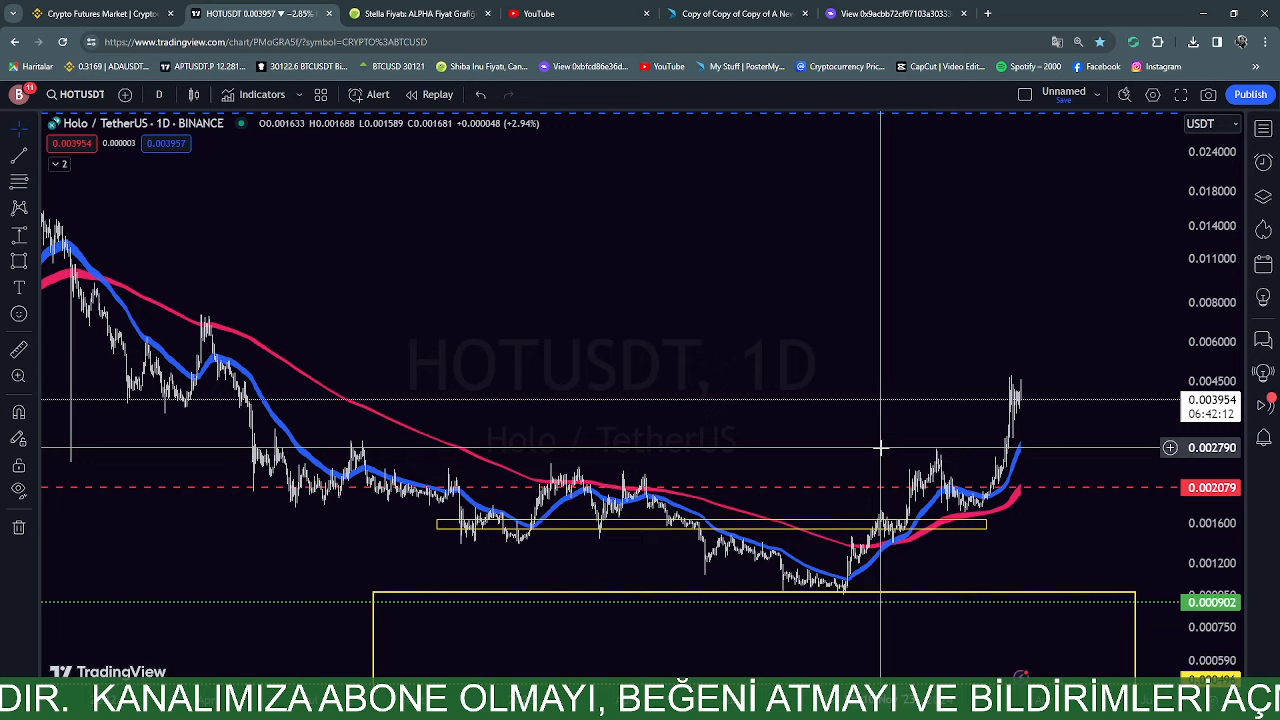 Crypto Futures Market | Crypto
HOTUSDT 0.003957 ▼ −2.85%
Stella Fiyatı: ALPHA Fiyat Grafiğ
YouTube
Copy of Copy of Copy of A New
View 0x9acbb72cf67103a30333
https://www.tradingview.com/chart/PMoGRASf/?symbol=CRYPTO%3ABTCUSD
Haritalar
0.3169 | ADAUSDT...
APTUSDT.P 12.281...
30122.6 BTCUSDT Bi...
BTCUSD 30121
Shiba Inu Fiyatı, Can...
View 0xbfcd86e36d...
YouTube
My Stuff | PosterMy...
Cryptocurrency Pric...
CapCut | Video Edit...
Spotify – 2000
Facebook
Instagram
B 11
HOTUSDT
D
Indicators
Alert
Replay
Unnamed
Save
Publish
Holo / TetherUS · 1D · BINANCE
O0.001633 H0.001688 L0.001589 C0.001681 +0.000048 (+2.94%)
USDT
0.003954
0.000003
0.003957
2
0.024000
0.018000
0.014000
0.011000
0.008000
0.006000
HOTUSDT, 1D
0.004500
0.003954
06:42:12
Holo / TetherUS
0.002790
0.002079
0.001600
0.001200
0.000902
0.000750
0.000590
TradingView
DIR. KANALIMIZA ABONE OLMAYI, BEĞENİ ATMAYI VE BİLDİRİMLERİ AÇI